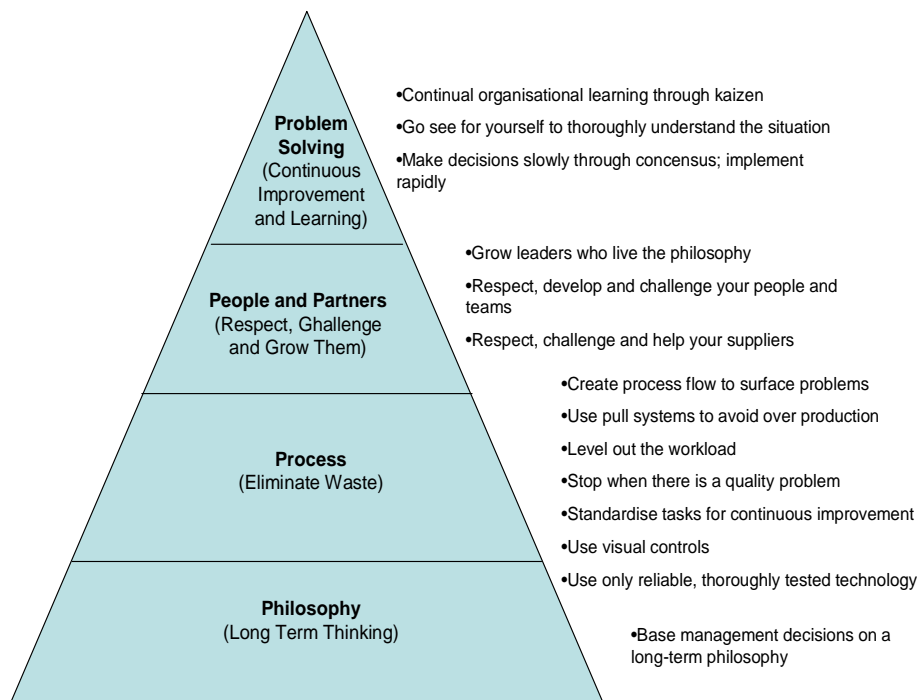 Problem
Solving
(Continuous
Improvement
and Learning)
•Continual organisational learning through kaizen
•Go see for yourself to thoroughly understand the situation
•Make decisions slowly through concensus; implement
rapidly
People and Partners
(Respect, Ghallenge
and Grow Them)
•Grow leaders who live the philosophy
•Respect, develop and challenge your people and
teams
•Respect, challenge and help your suppliers
Process
(Eliminate Waste)
•Create process flow to surface problems
•Use pull systems to avoid over production
•Level out the workload
•Stop when there is a quality problem
•Standardise tasks for continuous improvement
•Use visual controls
•Use only reliable, thoroughly tested technology
Philosophy
(Long Term Thinking)
•Base management decisions on a
long-term philosophy